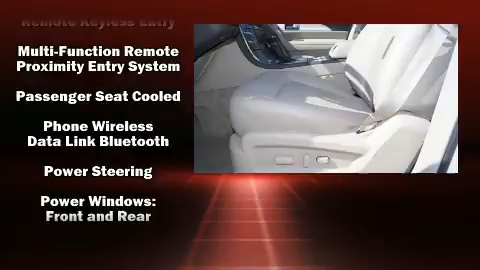 Remote Keyless Entry
Multi-Function Remote
Proximity Entry System
Passenger Seat Cooled
Phone Wireless
Data Link Bluetooth
Power Steering
Power Windows:
Front and Rear